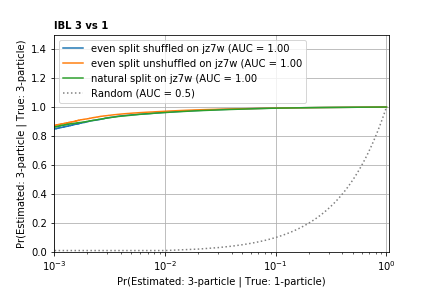 IBL 3 vs 1
even split shuffled on jz7w (AUC = 1.00
even split unshuffled on jz7w (AUC = 1.00
natural split on jz7w (AUC = 1.00
Random (AUC = 0.5)
Pr(Estimated: 3-particle | True: 3-particle)
1.4
1.2
1.0
0.8
0.6
0.4
0.2
0.0
10⁻³ 10⁻² 10⁻¹ 10⁰
Pr(Estimated: 3-particle | True: 1-particle)